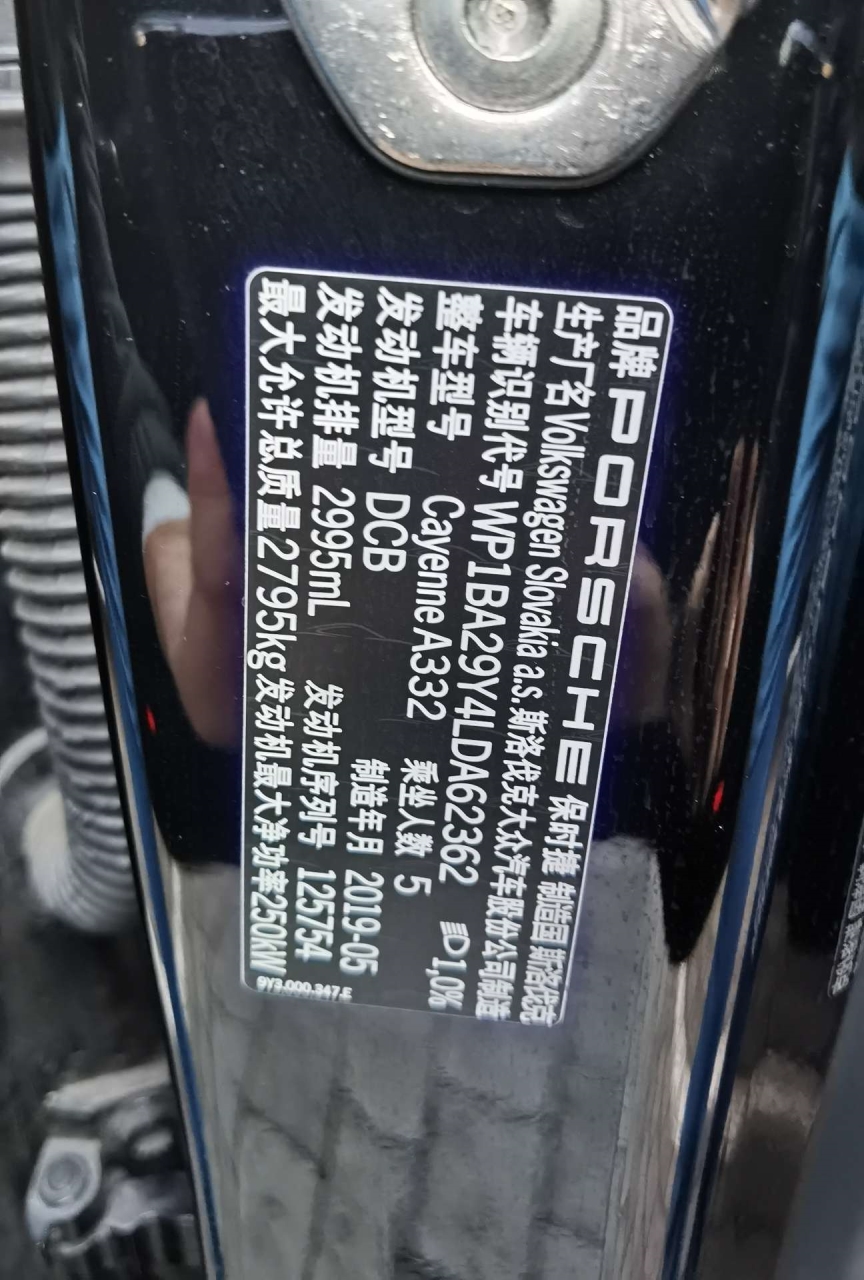 品牌 PORSCHE 保时捷 制造国 斯洛伐克
生产厂名 Volkswagen Slovakia a.s. 斯洛伐克大众汽车股份公司制造
车辆识别代号 WP1BA29Y4LDA62362
整车型号 Cayenne A332 乘坐人数 5 1,0%
发动机型号 DCB 制造年月 2019-05
发动机排量 2995mL 发动机序列号 125754
最大允许总质量 2795kg 发动机最大净功率 250kW
9Y3.000.347.E